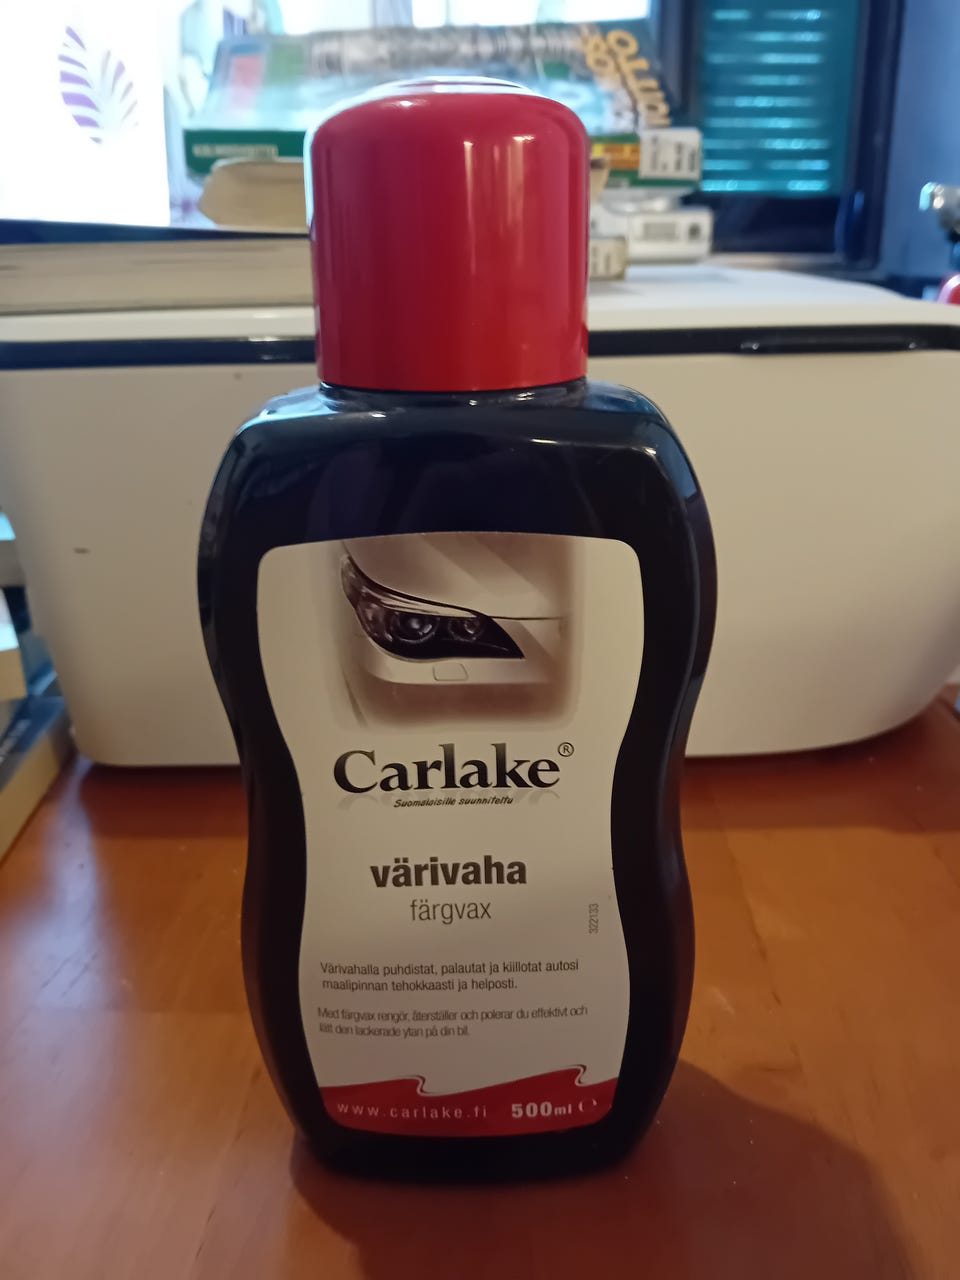 Carlake®
Suomalaisille suunniteltu
värivaha
färgvax
322133
Värivahalla puhdistat, palautat ja kiillotat autosi
maalipinnan tehokkaasti ja helposti.
Med färgvax rengör, återställer och polerar du effektivt och
lätt den lackerade ytan på din bil.
www.carlake.fi 500ml